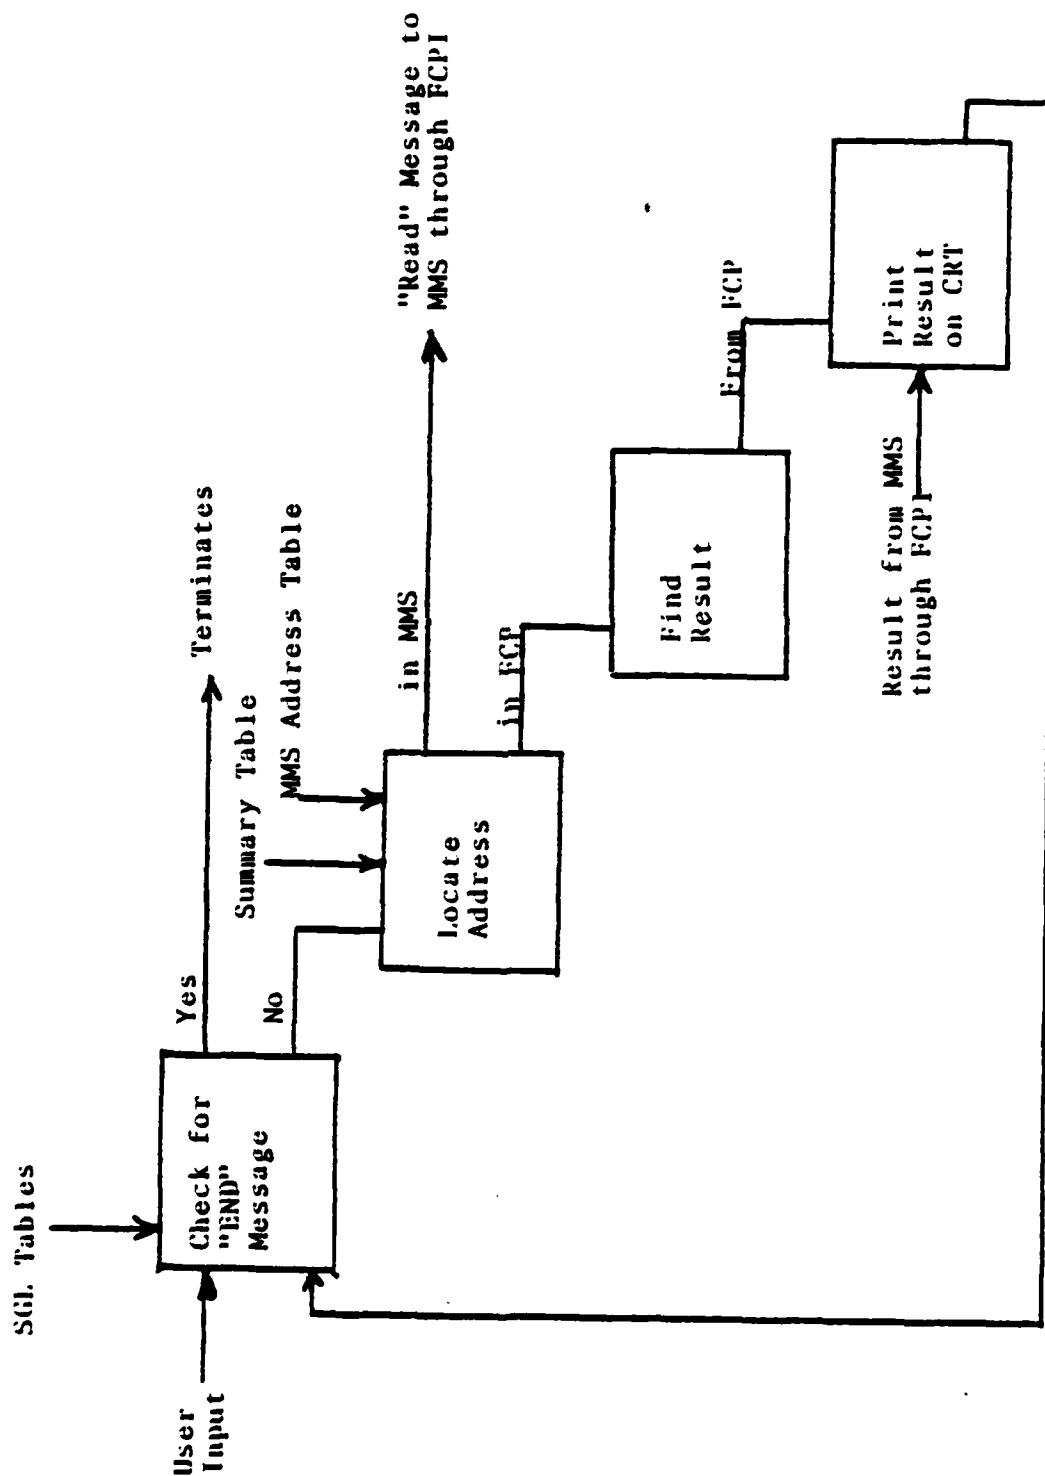 SGL Tables
User
Input
Check for
"END"
Message
Yes
Terminates
No
Summary Table
MMS Address Table
Locate
Address
in MMS
"Read" Message to
MMS through FCPI
in FCP
Find
Result
From FCP
Result from MMS
through FCPI
Print
Result
on CRT